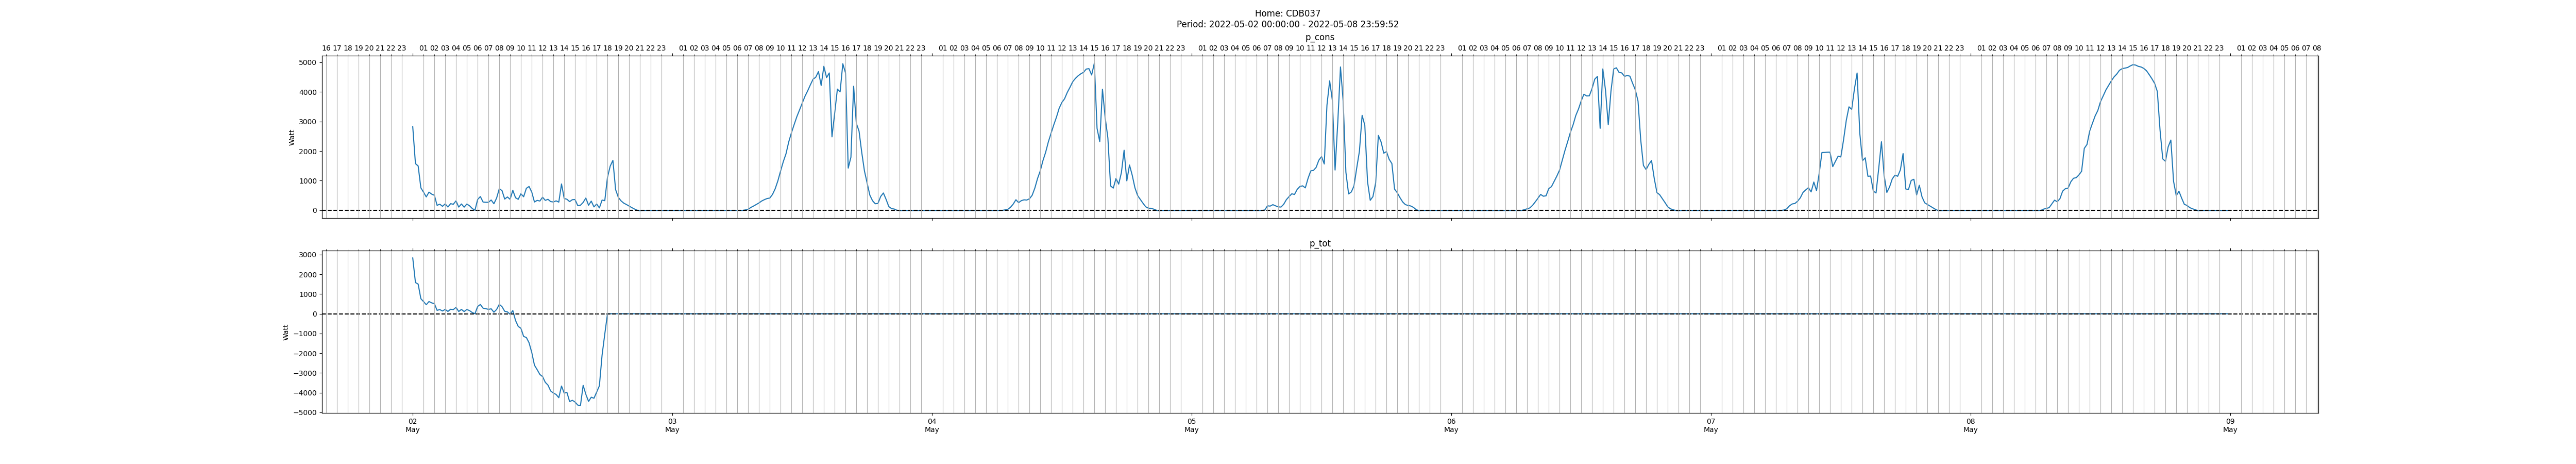 Home: CDB037
Period: 2022-05-02 00:00:00 - 2022-05-08 23:59:52
p_cons
16 17 18 19 20 21 22 23 01 02 03 04 05 06 07 08 09 10 11 12 13 14 15 16 17 18 19 20 21 22 23 01 02 03 04 05 06 07 08 09 10 11 12 13 14 15 16 17 18 19 20 21 22 23 01 02 03 04 05 06 07 08 09 10 11 12 13 14 15 16 17 18 19 20 21 22 23 01 02 03 04 05 06 07 08 09 10 11 12 13 14 15 16 17 18 19 20 21 22 23 01 02 03 04 05 06 07 08 09 10 11 12 13 14 15 16 17 18 19 20 21 22 23 01 02 03 04 05 06 07 08 09 10 11 12 13 14 15 16 17 18 19 20 21 22 23 01 02 03 04 05 06 07 08 09 10 11 12 13 14 15 16 17 18 19 20 21 22 23 01 02 03 04 05 06 07 08
5000
4000
3000
2000
1000
0
Watt
p_tot
3000
2000
1000
0
−1000
−2000
−3000
−4000
−5000
Watt
02 03 04 05 06 07 08 09
May May May May May May May May